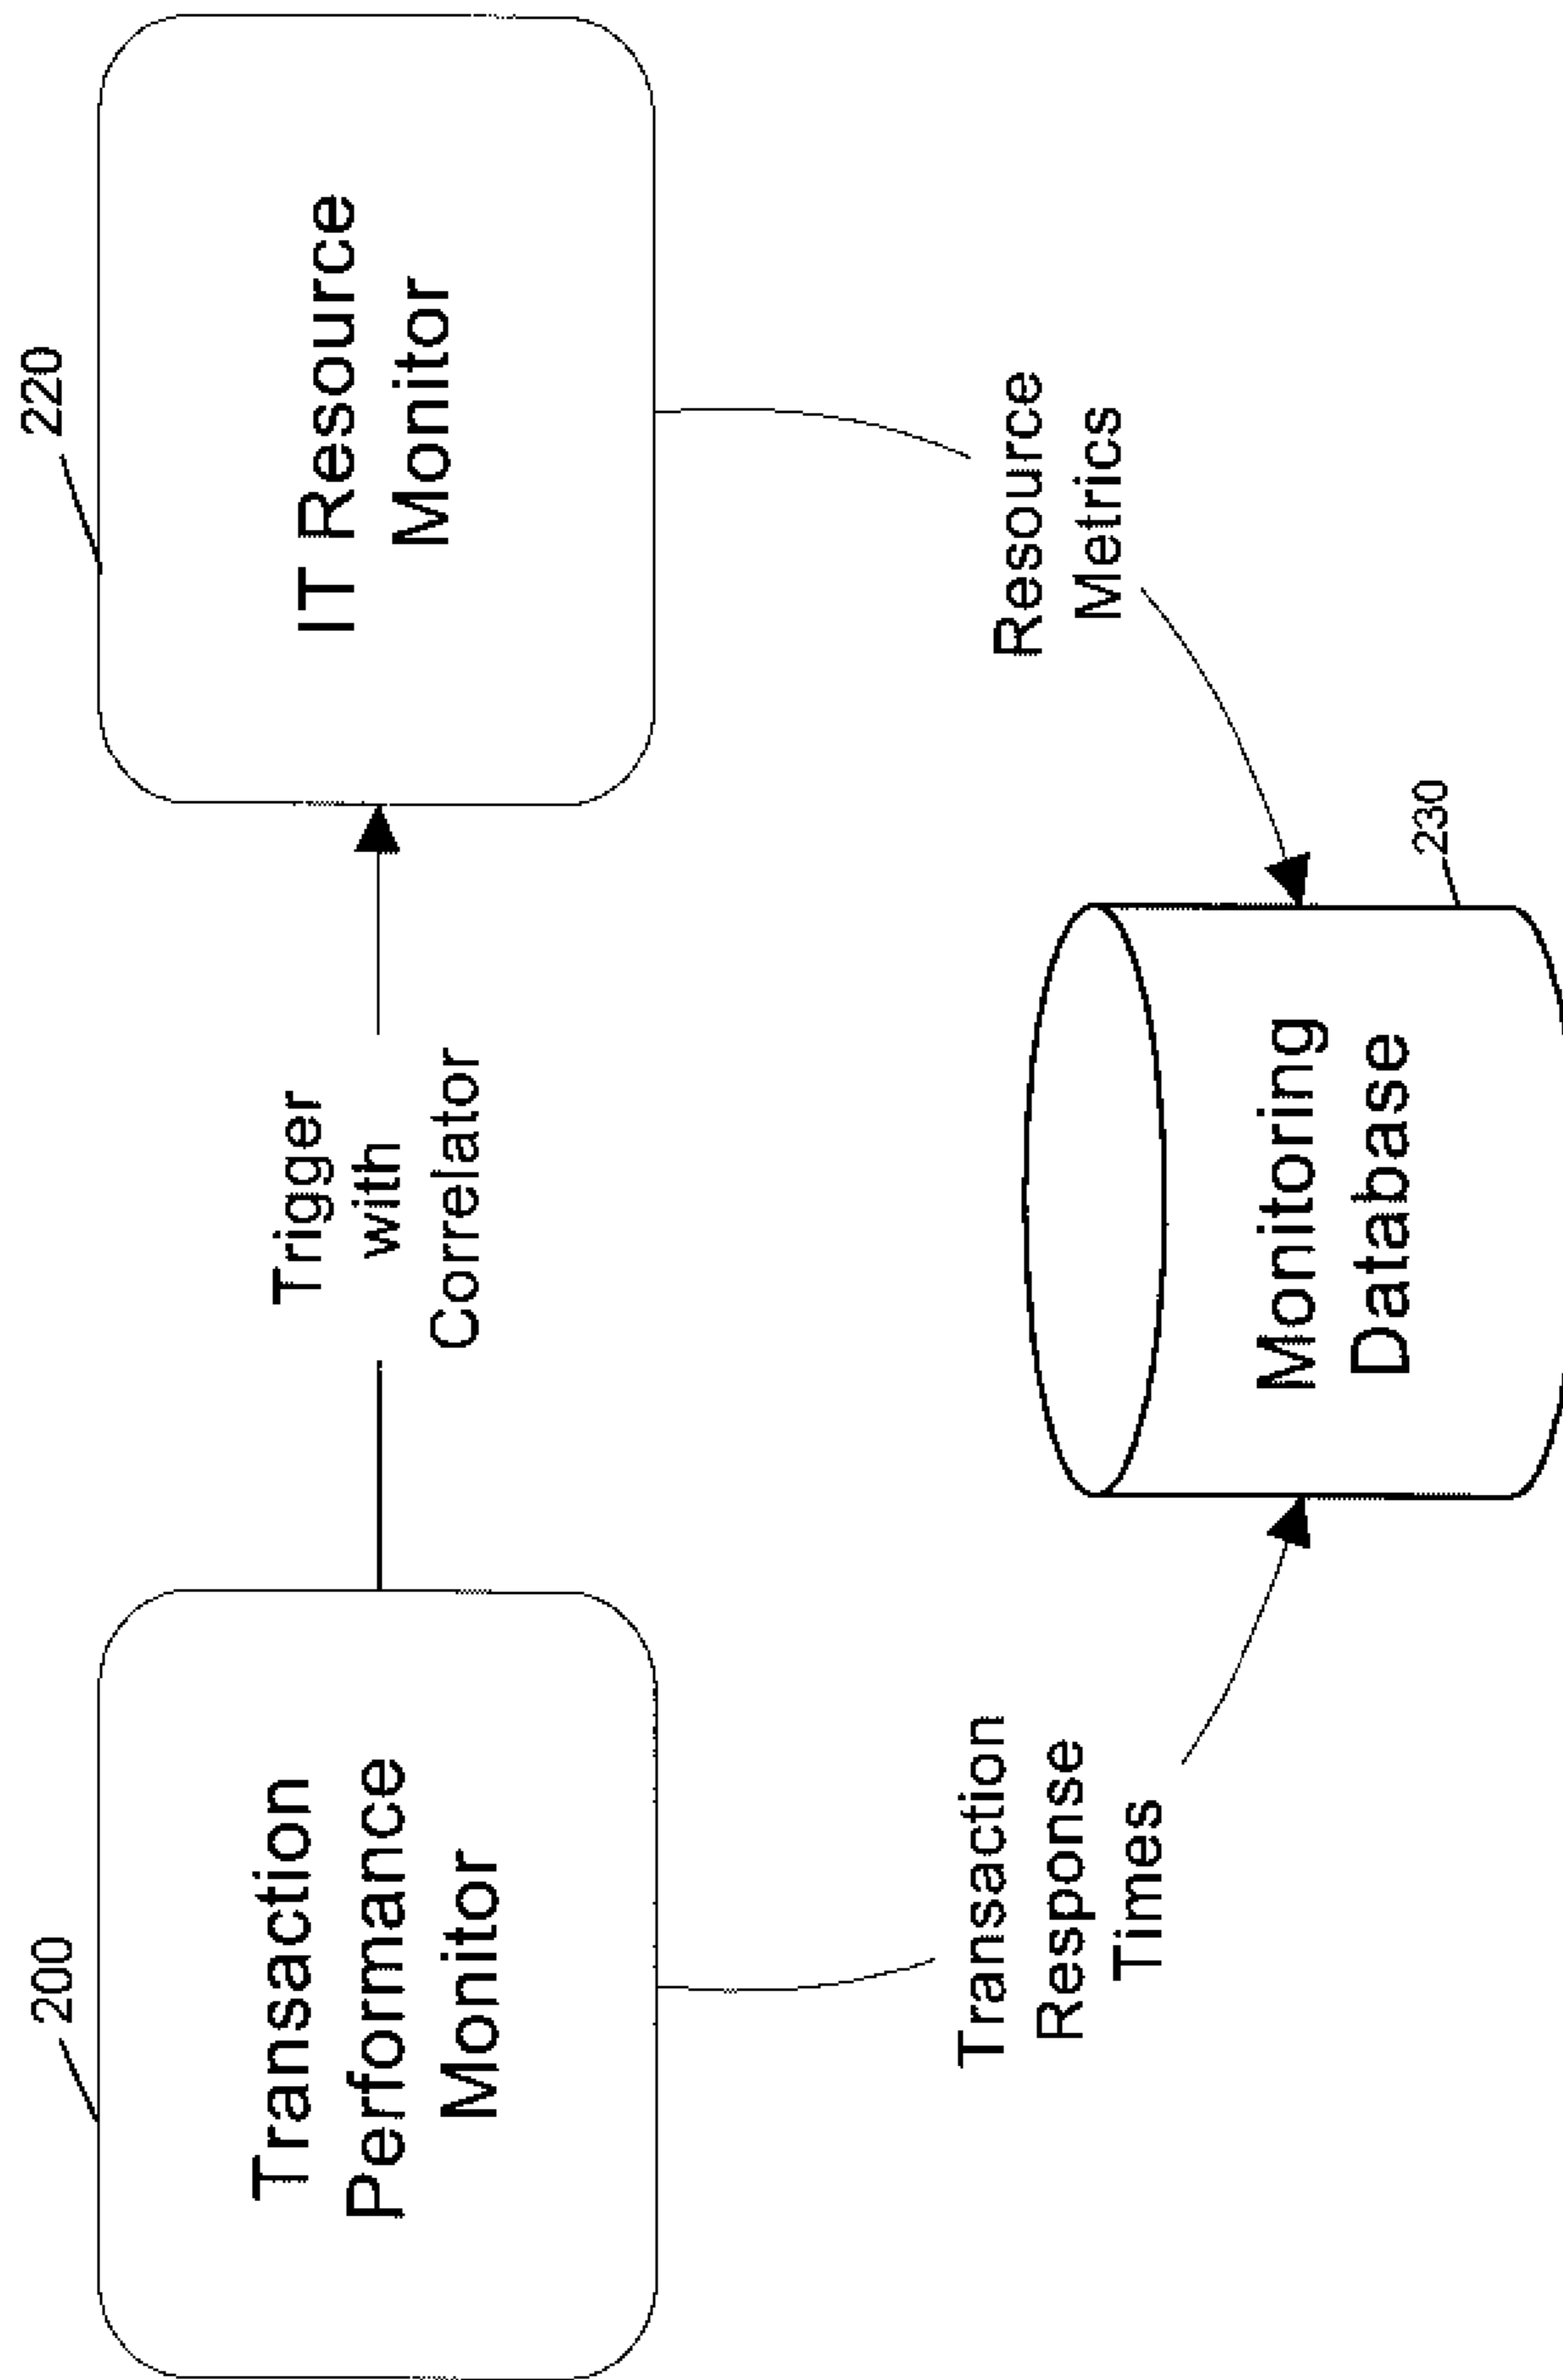 200
Transaction
Performance
Monitor
Trigger
with
Correlator
220
IT Resource
Monitor
Transaction
Response
Times
Resource
Metrics
Monitoring
Database
230